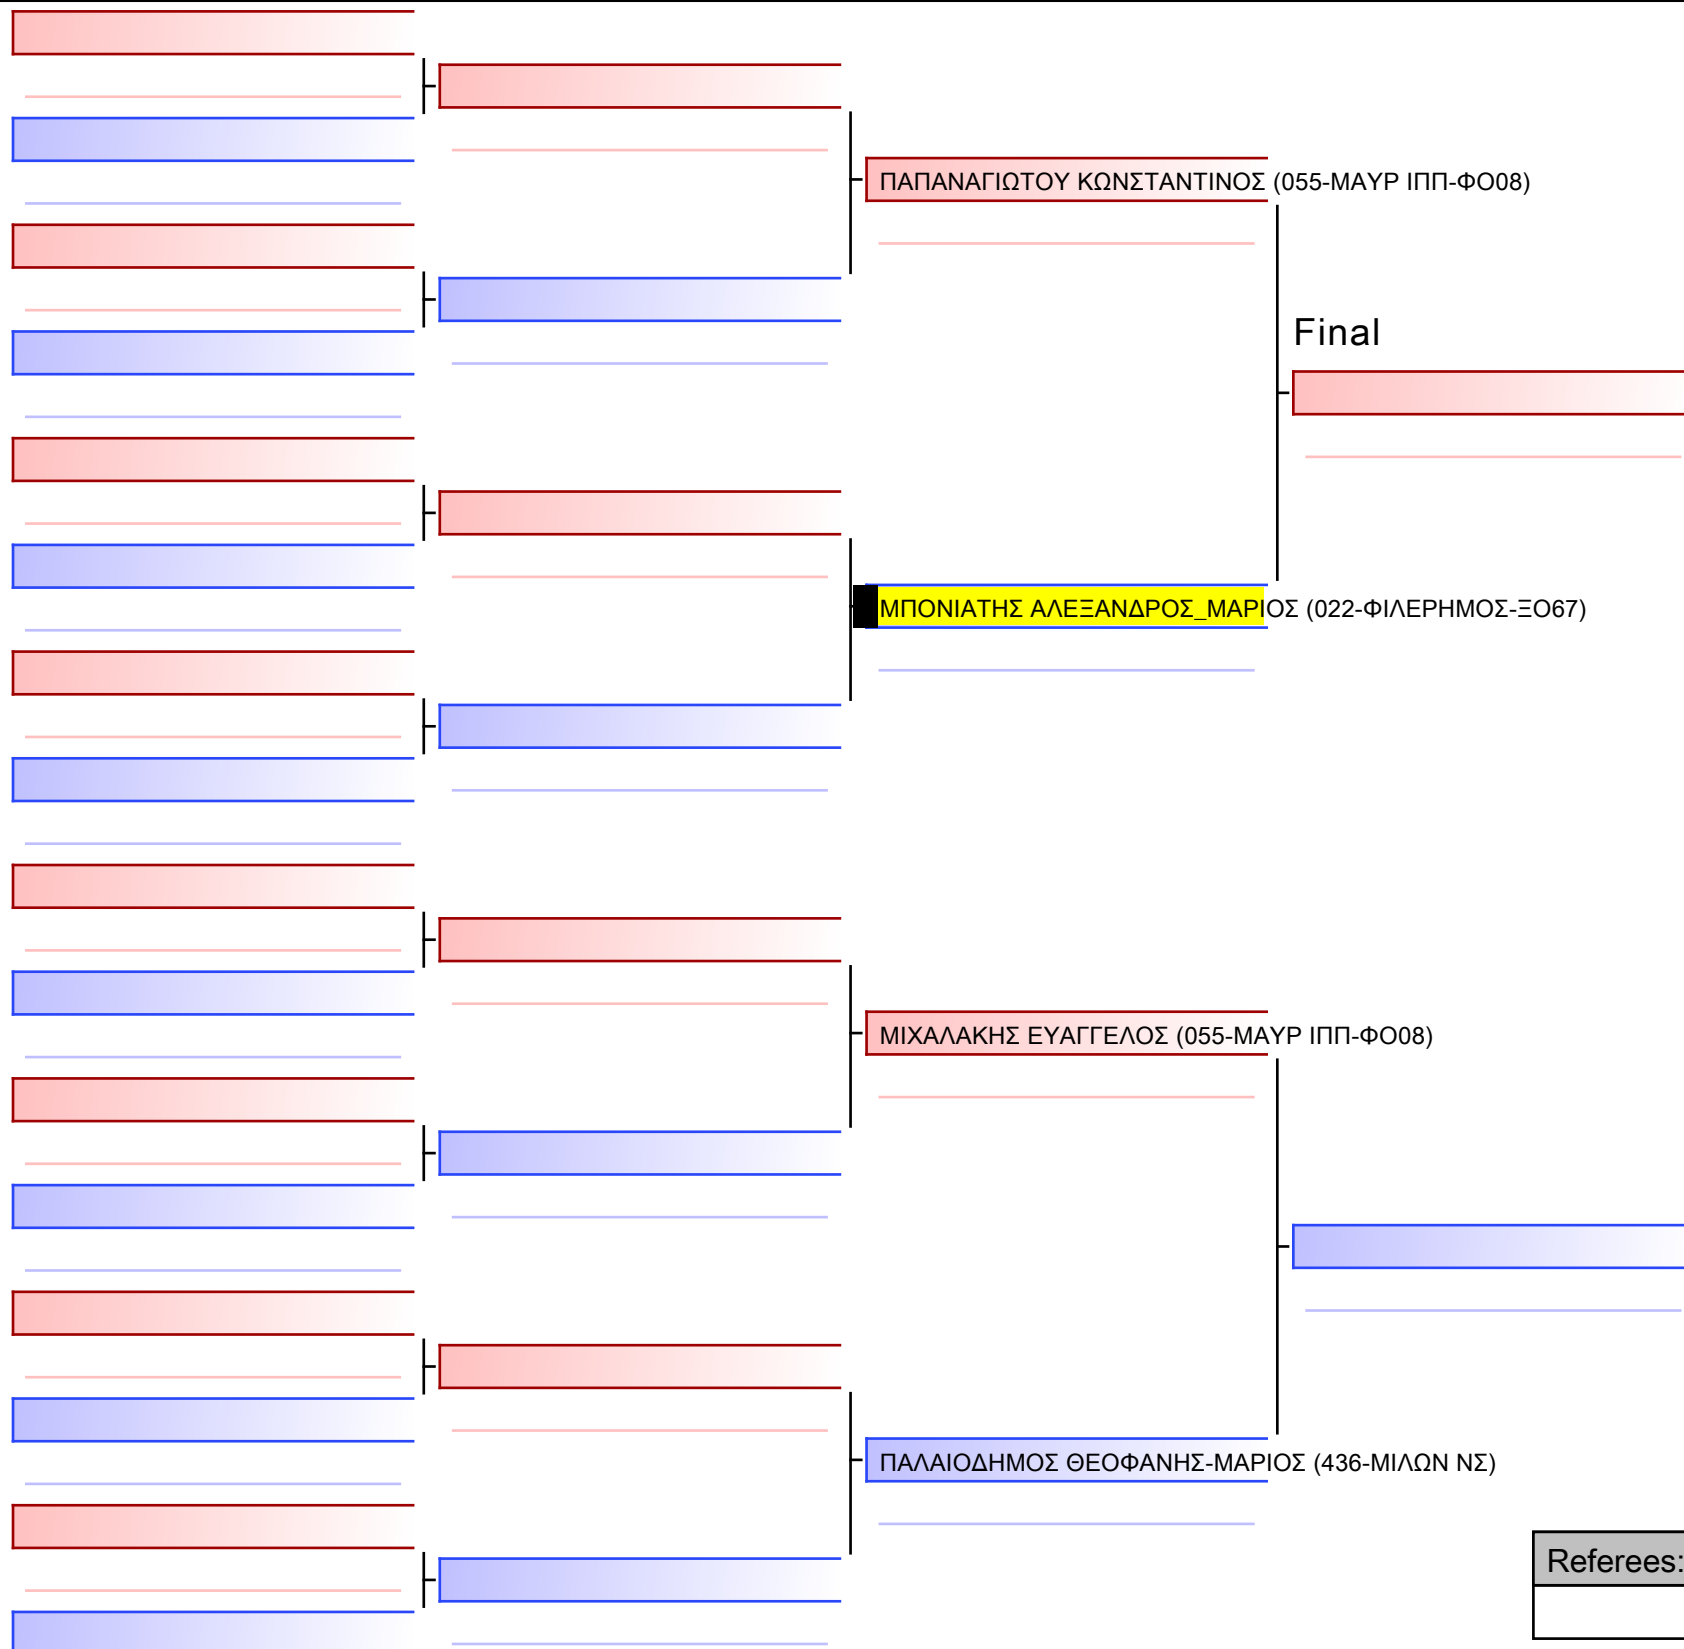 ΠΑΠΑΝΑΓΙΩΤΟΥ ΚΩΝΣΤΑΝΤΙΝΟΣ (055-ΜΑΥΡ ΙΠΠ-ΦΟ08)
Final
ΜΠΟΝΙΑΤΗΣ ΑΛΕΞΑΝΔΡΟΣ_ΜΑΡΙΟΣ (022-ΦΙΛΕΡΗΜΟΣ-ΞΟ67)
ΜΙΧΑΛΑΚΗΣ ΕΥΑΓΓΕΛΟΣ (055-ΜΑΥΡ ΙΠΠ-ΦΟ08)
ΠΑΛΑΙΟΔΗΜΟΣ ΘΕΟΦΑΝΗΣ-ΜΑΡΙΟΣ (436-ΜΙΛΩΝ ΝΣ)
Referees: